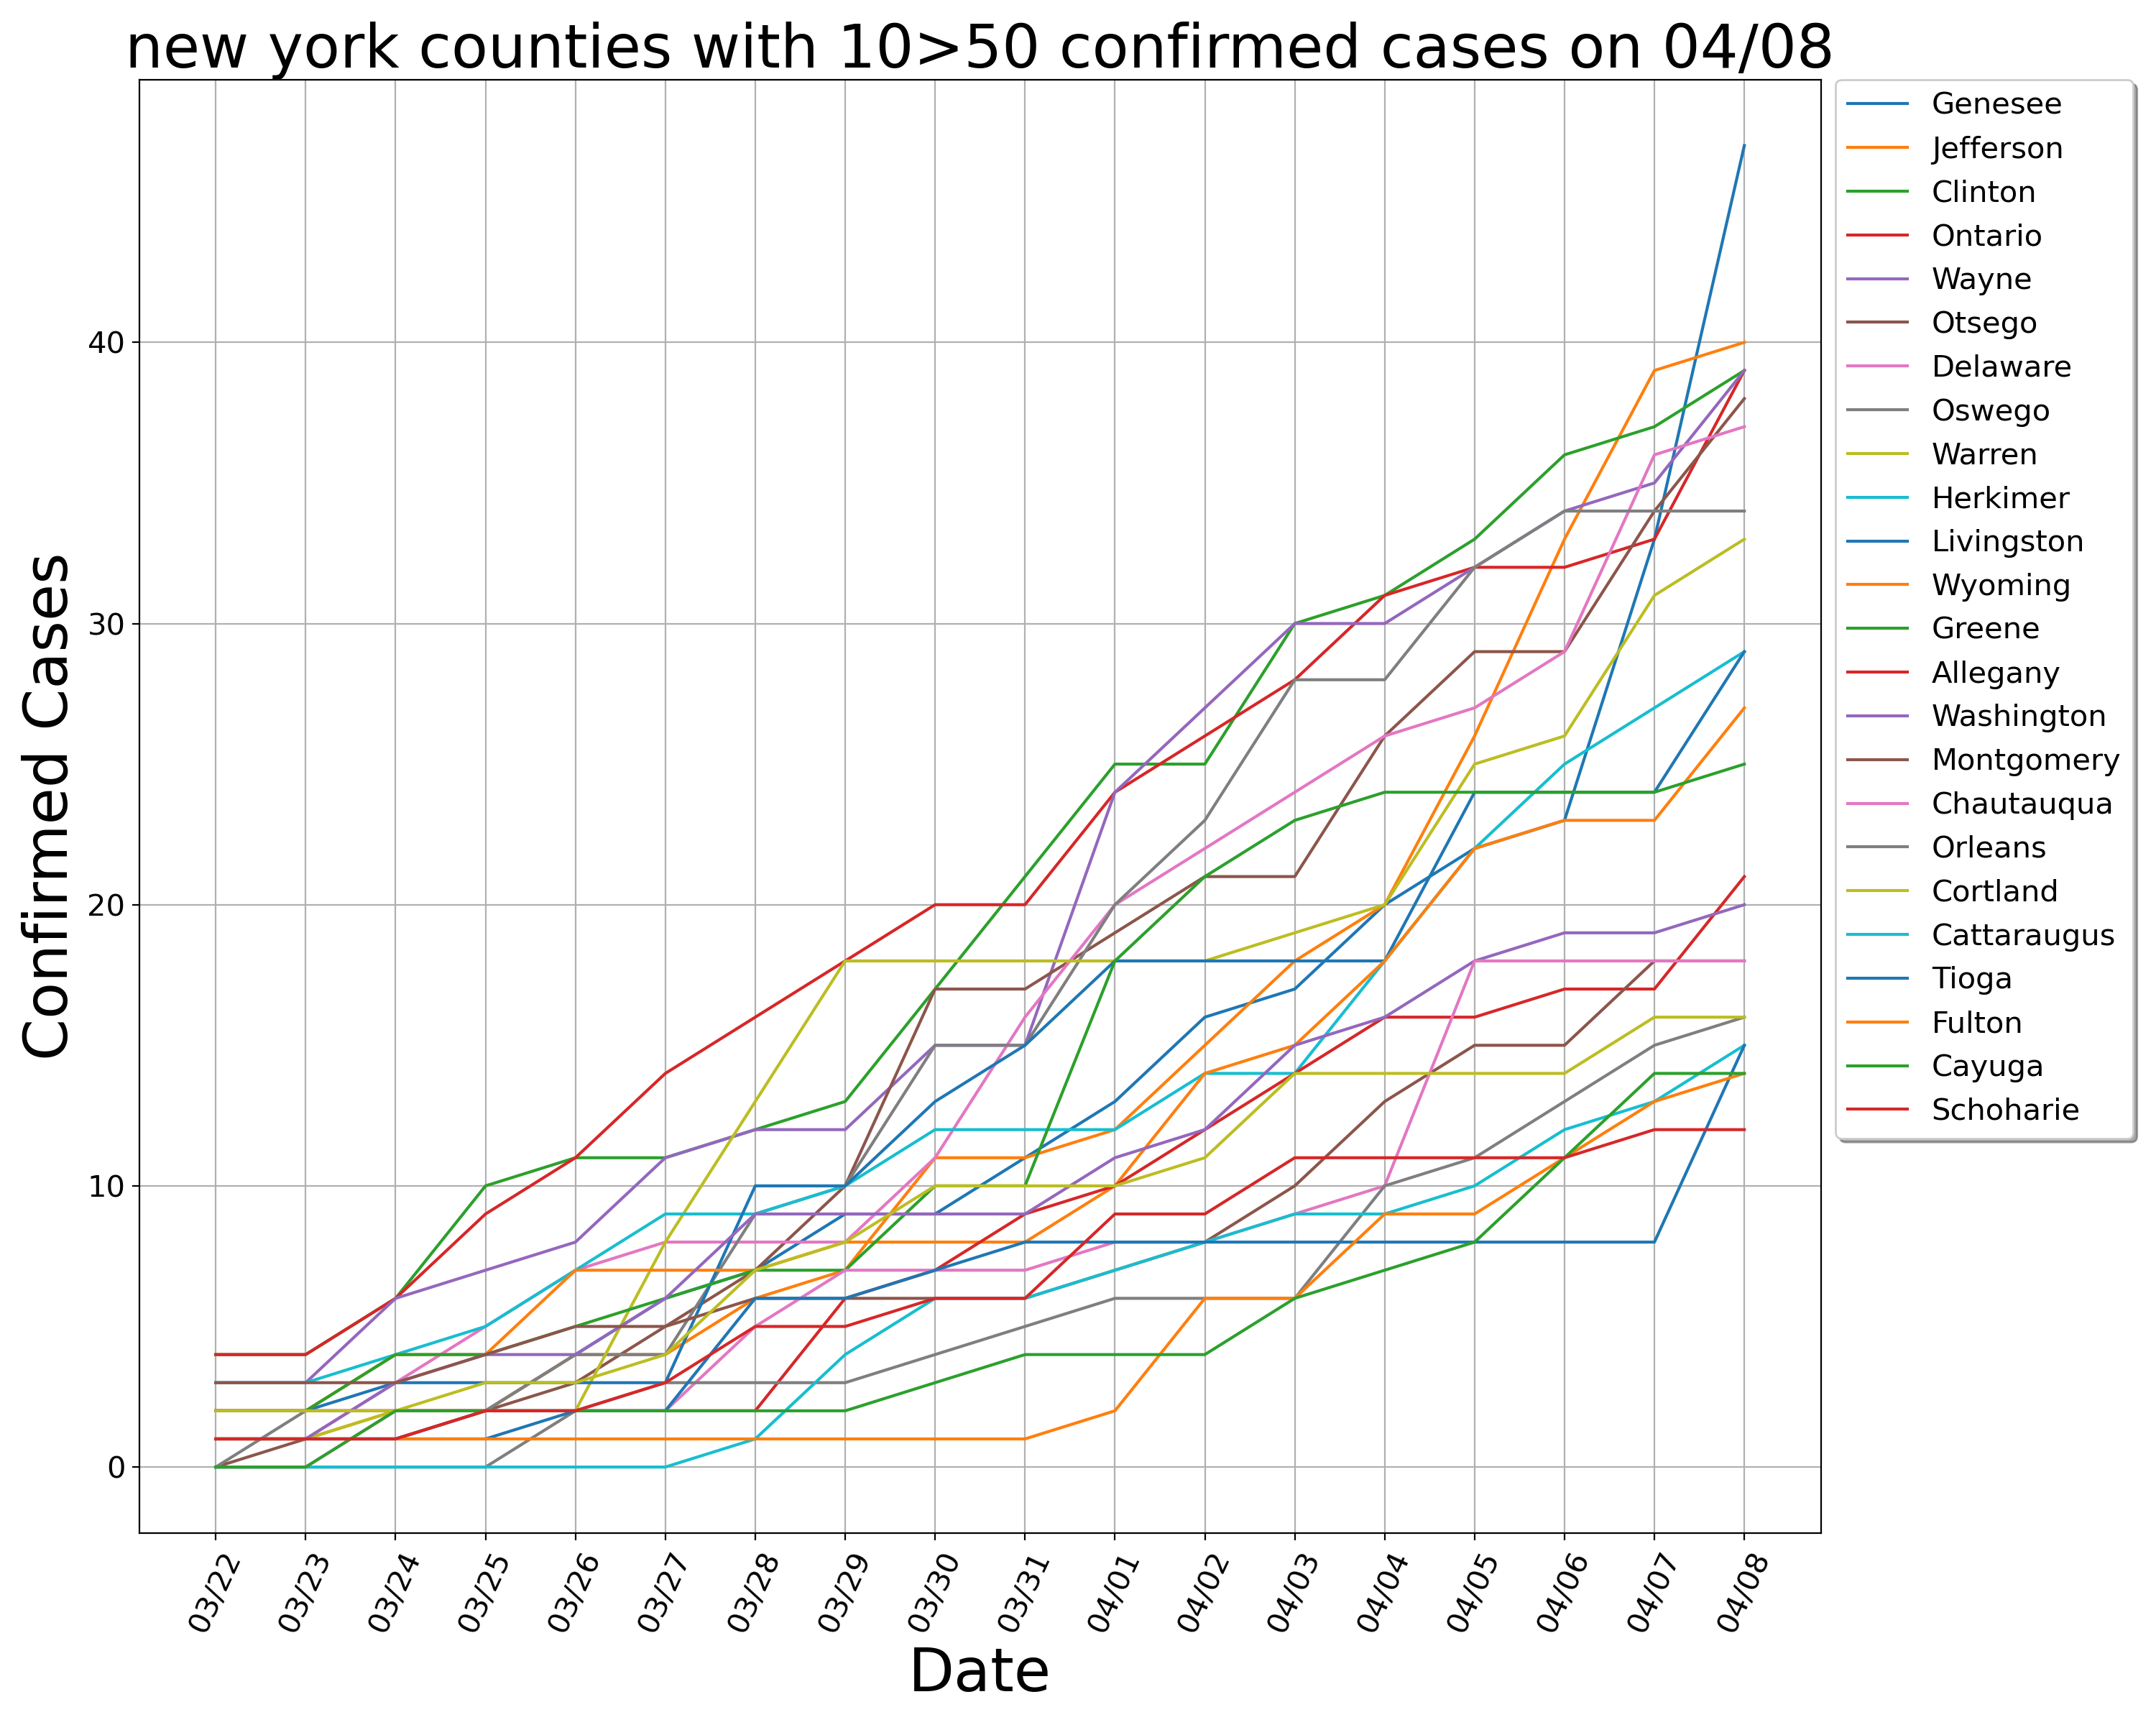 new york counties with 10>50 confirmed cases on 04/08
Genesee
Jefferson
Clinton
Ontario
Wayne
Otsego
Delaware
Oswego
Warren
Herkimer
Livingston
Wyoming
Greene
Allegany
Washington
Montgomery
Chautauqua
Orleans
Cortland
Cattaraugus
Tioga
Fulton
Cayuga
Schoharie
Confirmed Cases
40
30
20
10
0
03/22
03/23
03/24
03/25
03/26
03/27
03/28
03/29
03/30
03/31
04/01
04/02
04/03
04/04
04/05
04/06
04/07
04/08
Date